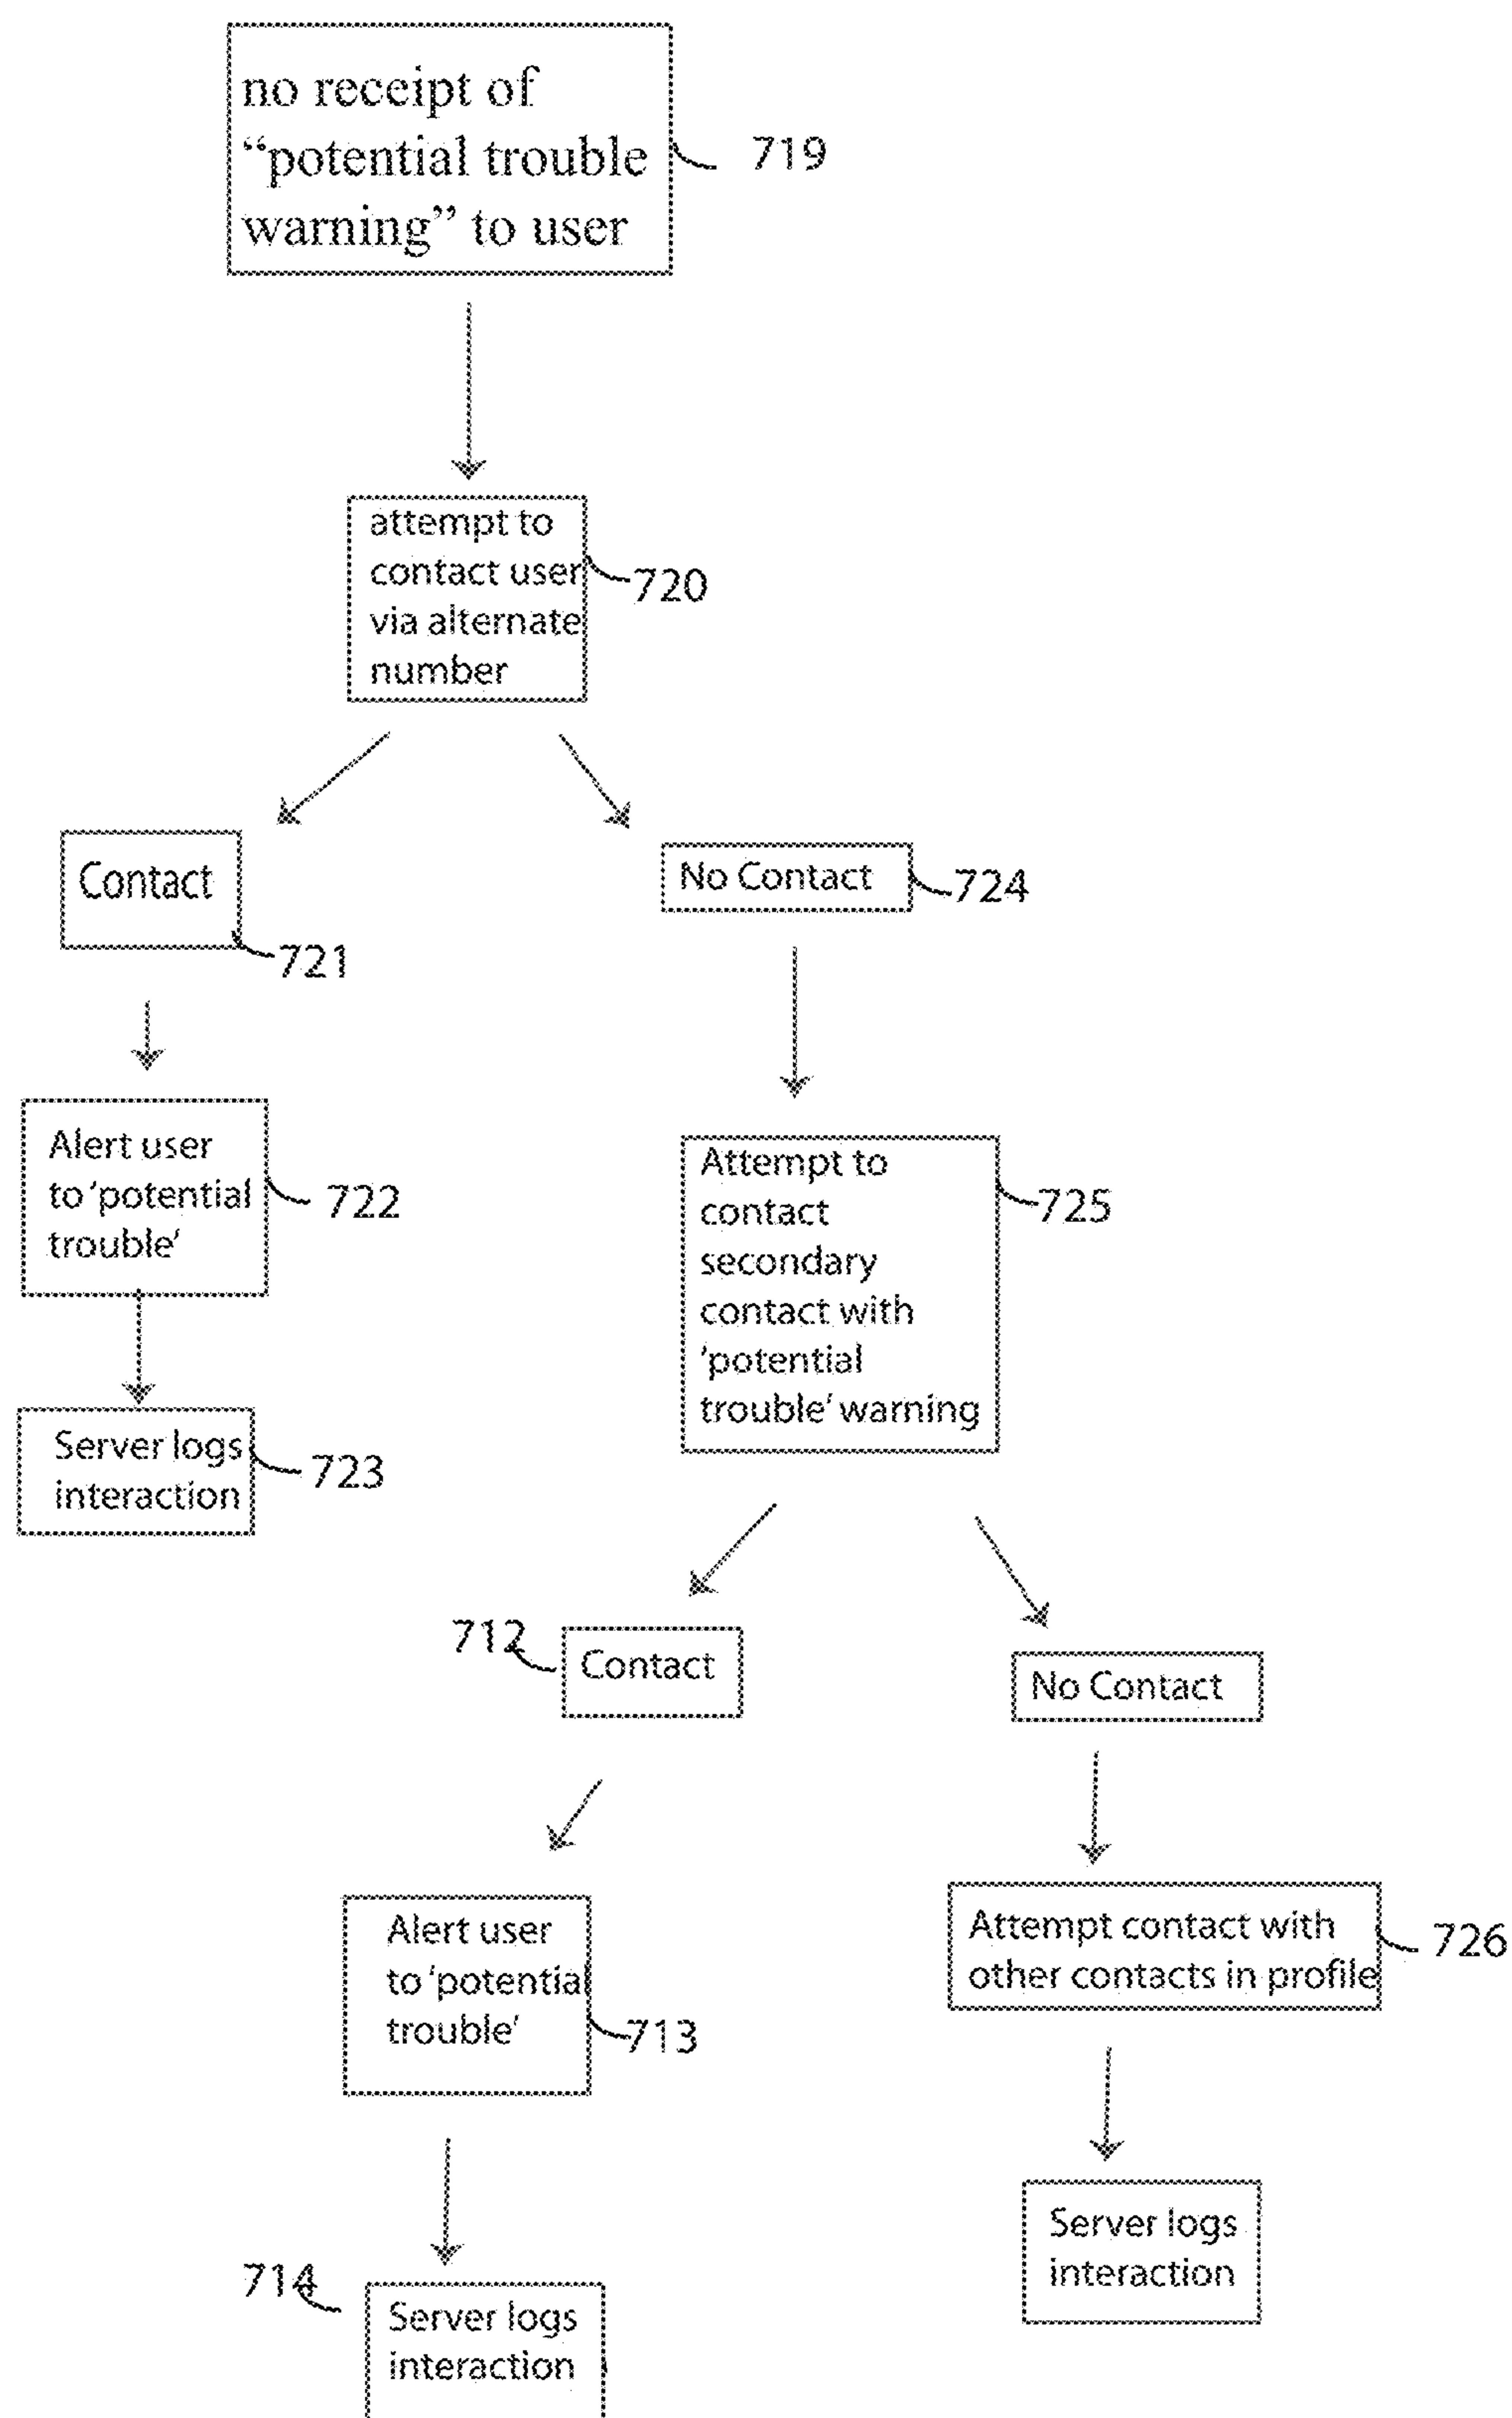 no receipt of
“potential trouble
warning” to user
719
attempt to
contact user
via alternate
number
720
Contact
721
No Contact
724
Alert user
to ‘potential
trouble’
722
Attempt to
contact
secondary
contact with
‘potential
trouble’ warning
725
Server logs
interaction
723
712
Contact
No Contact
Alert user
to ‘potential
trouble’
713
Attempt contact with
other contacts in profile
726
714
Server logs
interaction
Server logs
interaction